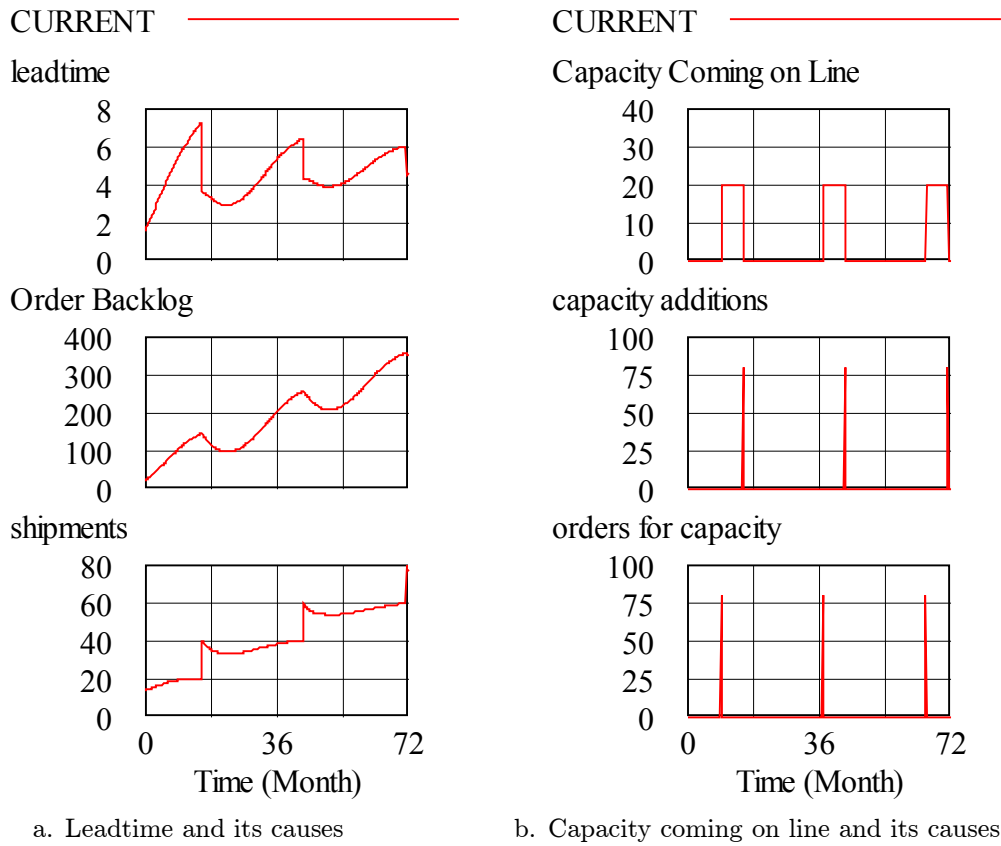 CURRENT
leadtime
8
6
4
2
0
Order Backlog
400
300
200
100
0
shipments
80
60
40
20
0
0 36 72
Time (Month)
a. Leadtime and its causes
CURRENT
Capacity Coming on Line
40
30
20
10
0
capacity additions
100
75
50
25
0
orders for capacity
100
75
50
25
0
0 36 72
Time (Month)
b. Capacity coming on line and its causes